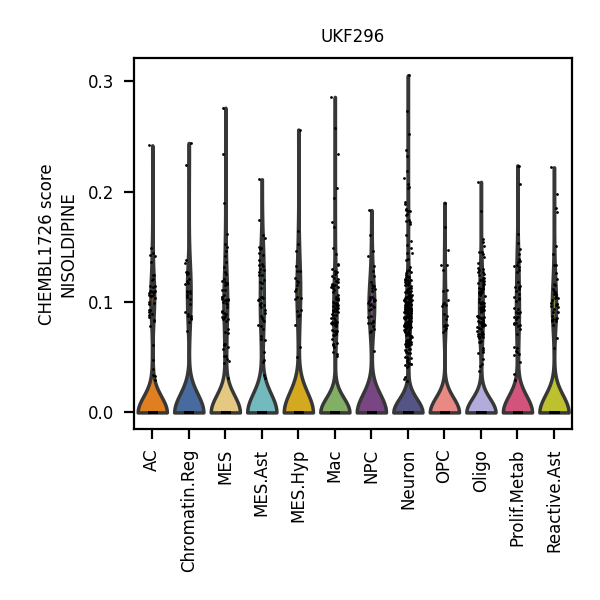 UKF296
CHEMBL1726 score
NISOLDIPINE
0.3
0.2
0.1
0.0
AC
Chromatin.Reg
MES
MES.Ast
MES.Hyp
Mac
NPC
Neuron
OPC
Oligo
Prolif.Metab
Reactive.Ast